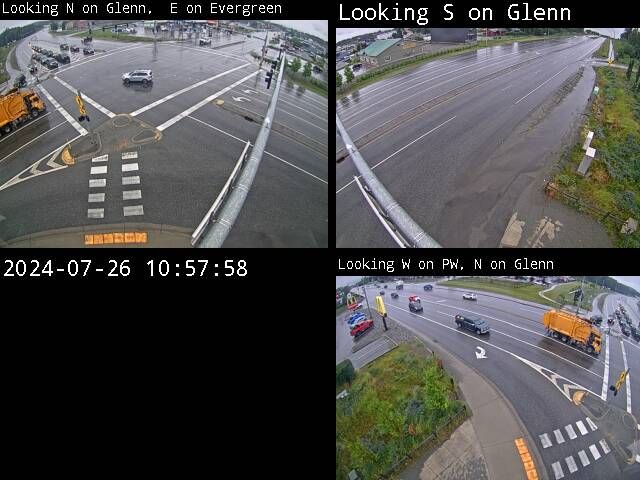 Looking N on Glenn,  E on Evergreen
Looking S on Glenn
2024-07-26 10:57:58
Looking W on PW, N on Glenn